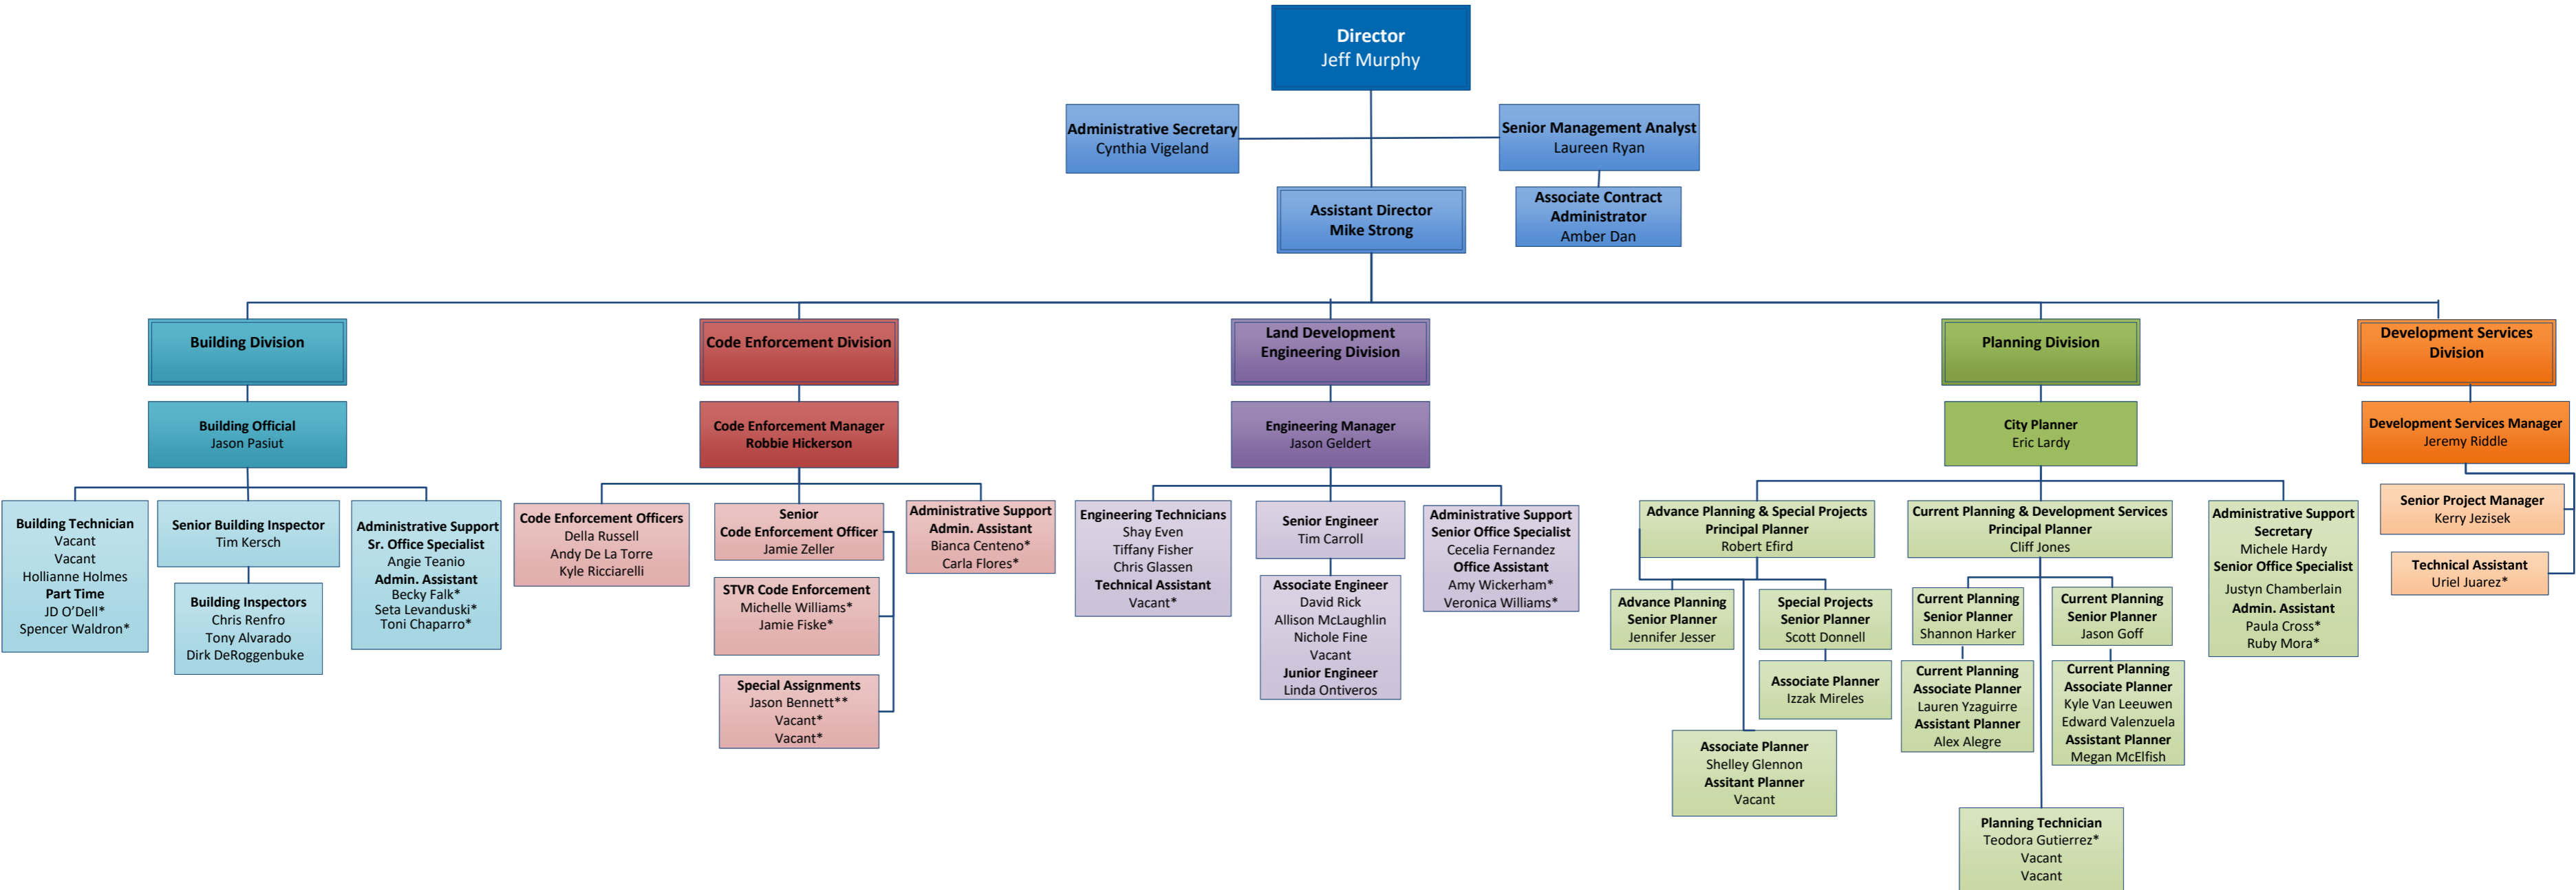 Director
Jeff Murphy
Administrative Secretary
Cynthia Vigeland
Senior Management Analyst
Laureen Ryan
Assistant Director
Mike Strong
Associate Contract
Administrator
Amber Dan
Building Division
Code Enforcement Division
Land Development
Engineering Division
Planning Division
Development Services
Division
Building Official
Jason Pasiut
Code Enforcement Manager
Robbie Hickerson
Engineering Manager
Jason Geldert
City Planner
Eric Lardy
Development Services Manager
Jeremy Riddle
Building Technician
Vacant
Vacant
Hollianne Holmes
Part Time
JD O’Dell*
Spencer Waldron*
Senior Building Inspector
Tim Kersch
Building Inspectors
Chris Renfro
Tony Alvarado
Dirk DeRoggenbuke
Administrative Support
Sr. Office Specialist
Angie Teanio
Admin. Assistant
Becky Falk*
Seta Levanduski*
Toni Chaparro*
Code Enforcement Officers
Della Russell
Andy De La Torre
Kyle Ricciarelli
Senior
Code Enforcement Officer
Jamie Zeller
STVR Code Enforcement
Michelle Williams*
Jamie Fiske*
Special Assignments
Jason Bennett**
Vacant*
Vacant*
Administrative Support
Admin. Assistant
Bianca Centeno*
Carla Flores*
Engineering Technicians
Shay Even
Tiffany Fisher
Chris Glassen
Technical Assistant
Vacant*
Senior Engineer
Tim Carroll
Associate Engineer
David Rick
Allison McLaughlin
Nichole Fine
Vacant
Junior Engineer
Linda Ontiveros
Administrative Support
Senior Office Specialist
Cecelia Fernandez
Office Assistant
Amy Wickerham*
Veronica Williams*
Advance Planning & Special Projects
Principal Planner
Robert Efird
Advance Planning
Senior Planner
Jennifer Jesser
Special Projects
Senior Planner
Scott Donnell
Associate Planner
Izzak Mireles
Associate Planner
Shelley Glennon
Assitant Planner
Vacant
Current Planning & Development Services
Principal Planner
Cliff Jones
Current Planning
Senior Planner
Shannon Harker
Current Planning
Associate Planner
Lauren Yzaguirre
Assistant Planner
Alex Alegre
Current Planning
Senior Planner
Jason Goff
Current Planning
Associate Planner
Kyle Van Leeuwen
Edward Valenzuela
Assistant Planner
Megan McElfish
Planning Technician
Teodora Gutierrez*
Vacant
Vacant
Administrative Support
Secretary
Michele Hardy
Senior Office Specialist
Justyn Chamberlain
Admin. Assistant
Paula Cross*
Ruby Mora*
Senior Project Manager
Kerry Jezisek
Technical Assistant
Uriel Juarez*